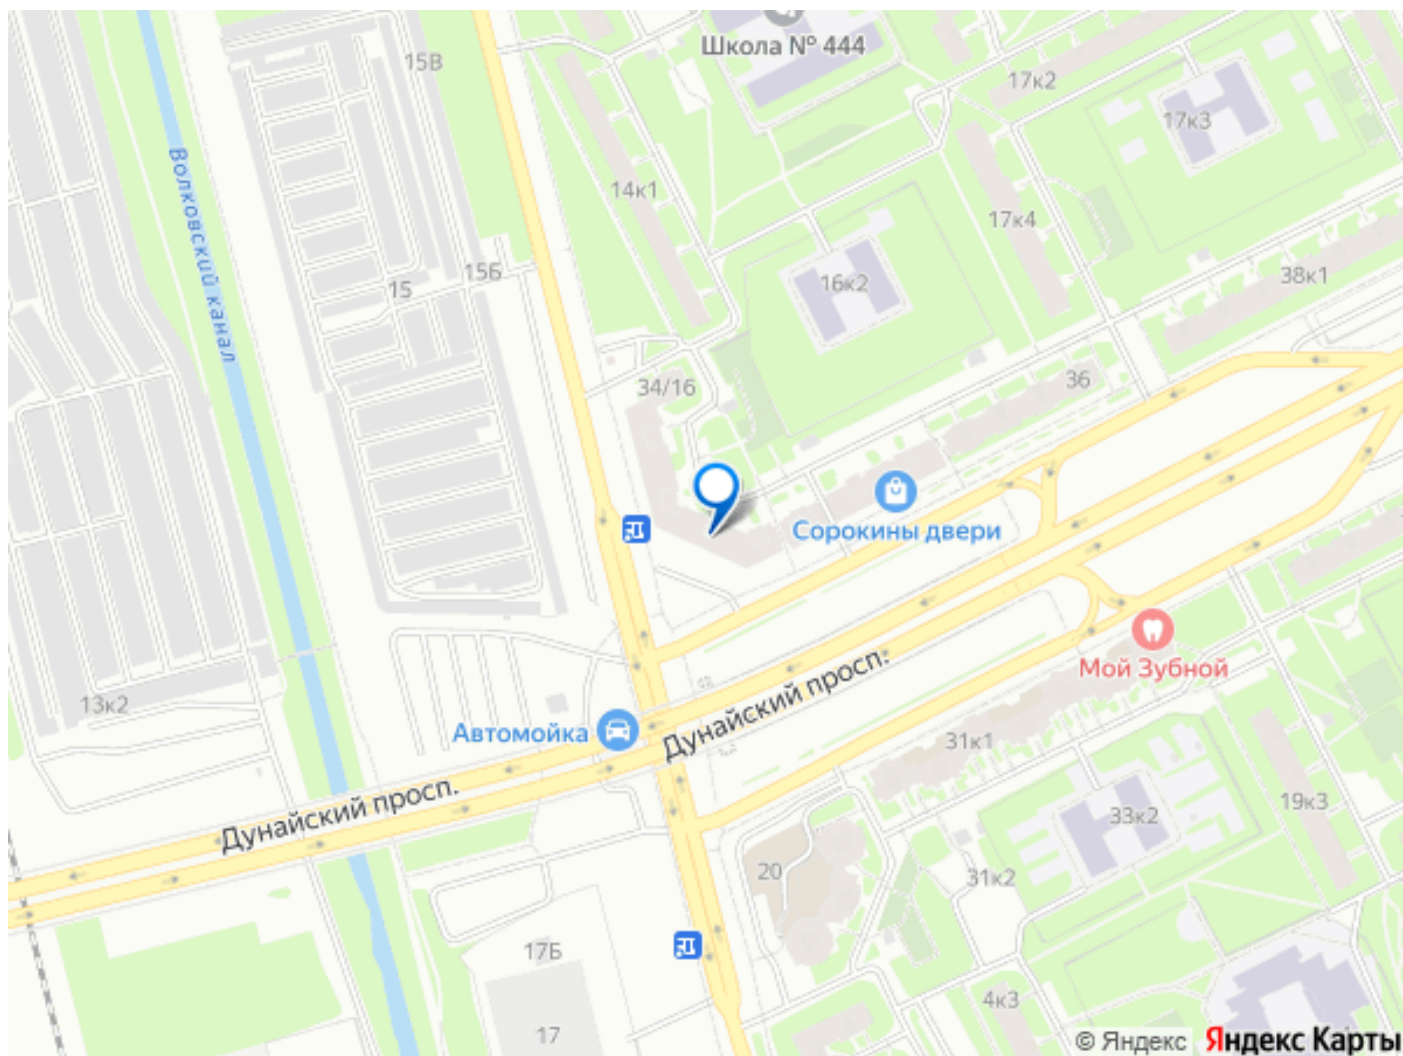 Школа № 444
15В
17к2
17к3
Волковский канал
14к1
17к4
15Б
15
16к2
38к1
34/16
36
Сорокины двери
Мой Зубной
13к2
Автомойка
Дунайский просп.
31к1
Дунайский просп.
33к2
19к3
20
31к2
17Б
4к3
17
© Яндекс Яндекс Карты